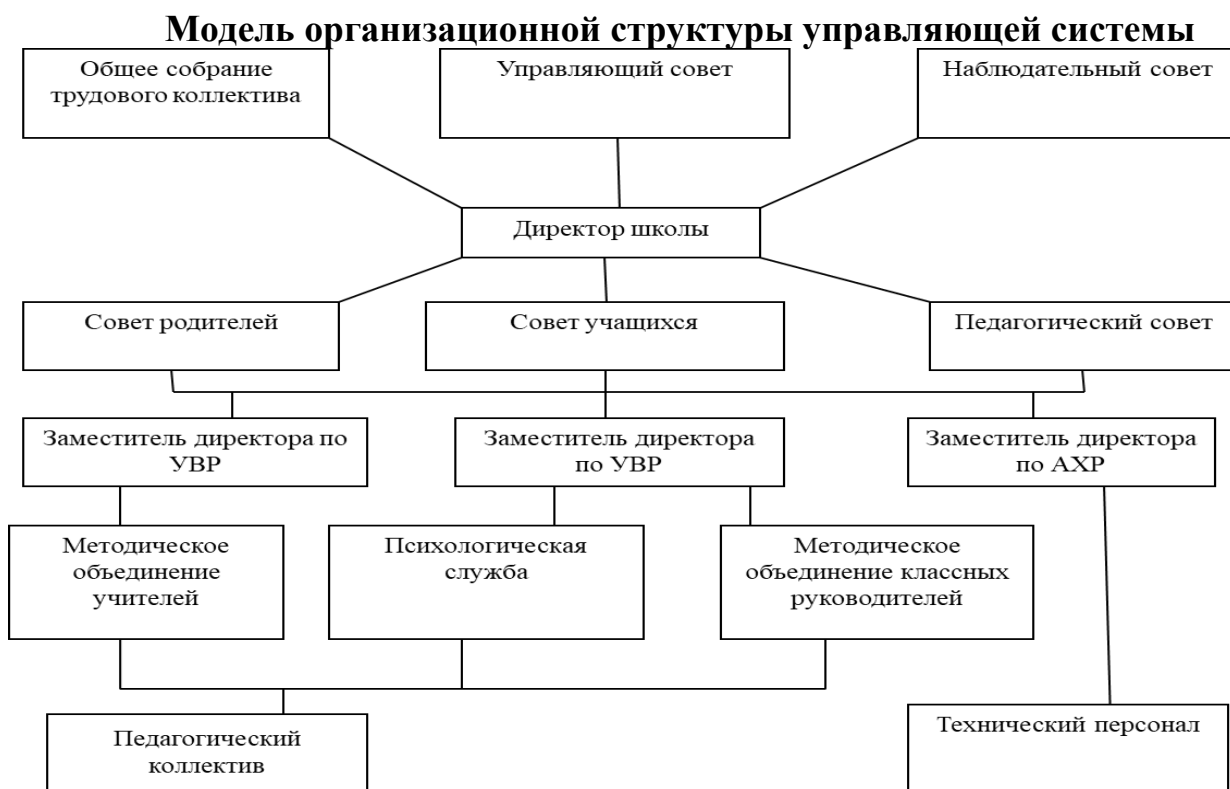 Модель организационной структуры управляющей системы
Общее собрание
трудового коллектива
Управляющий совет
Наблюдательный совет
Директор школы
Совет родителей
Совет учащихся
Педагогический совет
Заместитель директора по
УВР
Заместитель директора
по УВР
Заместитель директора
по АХР
Методическое
объединение
учителей
Психологическая
служба
Методическое
объединение классных
руководителей
Педагогический
коллектив
Технический персонал